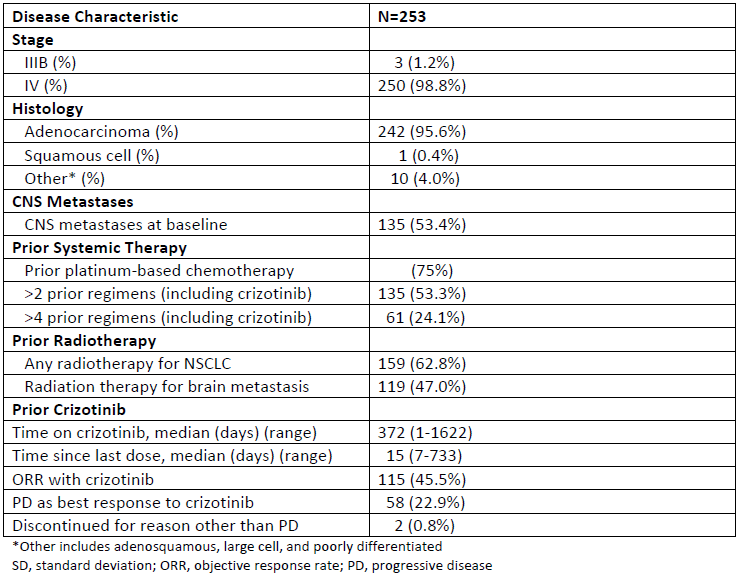 Disease Characteristic N=253
Stage
IIIB (%) 3 (1.2%)
IV (%) 250 (98.8%)
Histology
Adenocarcinoma (%) 242 (95.6%)
Squamous cell (%) 1 (0.4%)
Other* (%) 10 (4.0%)
CNS Metastases
CNS metastases at baseline 135 (53.4%)
Prior Systemic Therapy
Prior platinum-based chemotherapy (75%)
>2 prior regimens (including crizotinib) 135 (53.3%)
>4 prior regimens (including crizotinib) 61 (24.1%)
Prior Radiotherapy
Any radiotherapy for NSCLC 159 (62.8%)
Radiation therapy for brain metastasis 119 (47.0%)
Prior Crizotinib
Time on crizotinib, median (days) (range) 372 (1-1622)
Time since last dose, median (days) (range) 15 (7-733)
ORR with crizotinib 115 (45.5%)
PD as best response to crizotinib 58 (22.9%)
Discontinued for reason other than PD 2 (0.8%)
*Other includes adenosquamous, large cell, and poorly differentiated
SD, standard deviation; ORR, objective response rate; PD, progressive disease